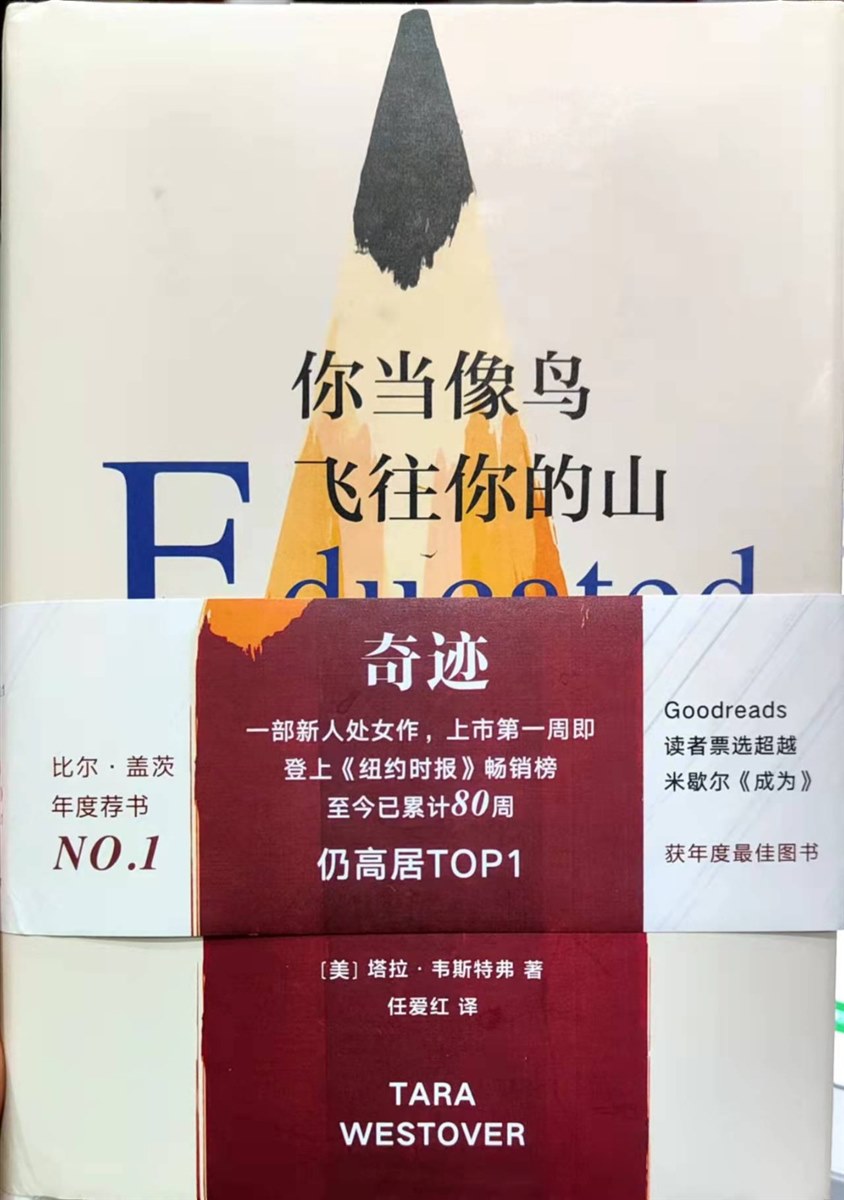 你当像鸟
飞往你的山
Educated
奇迹
一部新人处女作，上市第一周即
登上《纽约时报》畅销榜
至今已累计80周
仍高居TOP1
比尔·盖茨
年度荐书
NO.1
Goodreads
读者票选超越
米歇尔《成为》
获年度最佳图书
[美] 塔拉·韦斯特弗 著
任爱红 译
TARA
WESTOVER